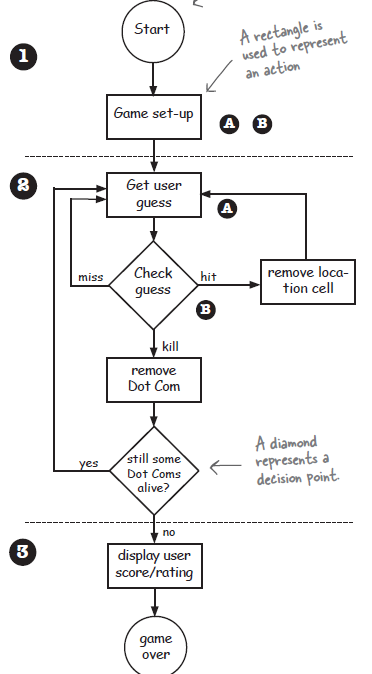 Start
A rectangle is
used to represent
an action
1
Game set-up
A B
2
Get user
guess
A
miss
Check
guess
hit
remove loca-
tion cell
B
kill
remove
Dot Com
yes
still some
Dot Coms
alive?
A diamond
represents a
decision point.
no
3
display user
score/rating
game
over